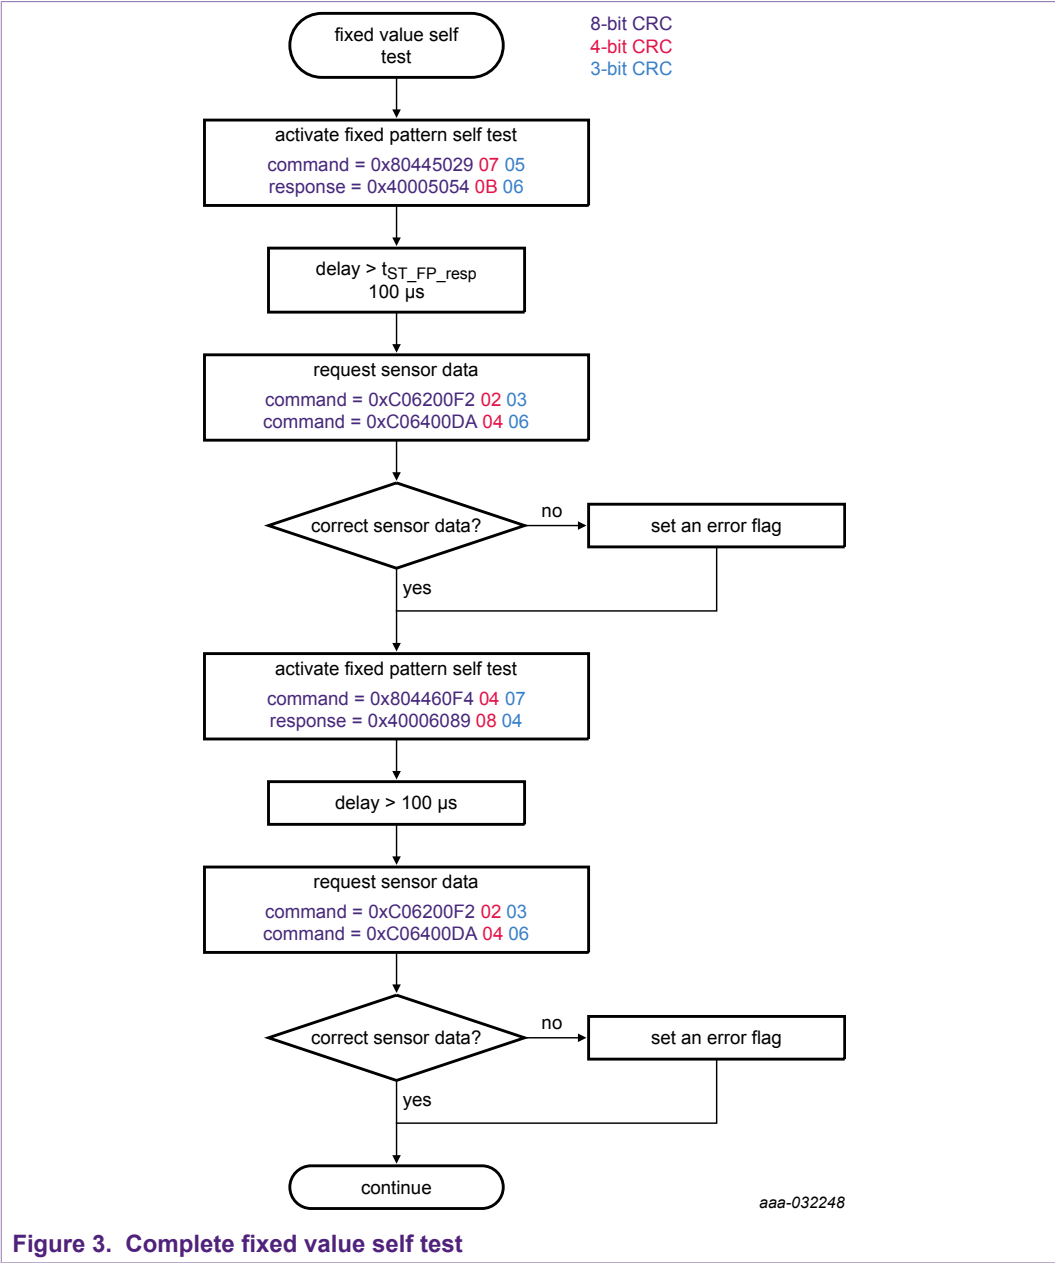 8-bit CRC
4-bit CRC
3-bit CRC
fixed value self
test
activate fixed pattern self test
command = 0x80445029 07 05
response = 0x40005054 0B 06
delay > tST_FP_resp
100 µs
request sensor data
command = 0xC06200F2 02 03
command = 0xC06400DA 04 06
correct sensor data?
no
set an error flag
yes
activate fixed pattern self test
command = 0x804460F4 04 07
response = 0x40006089 08 04
delay > 100 µs
request sensor data
command = 0xC06200F2 02 03
command = 0xC06400DA 04 06
correct sensor data?
no
set an error flag
yes
continue
aaa-032248
Figure 3. Complete fixed value self test